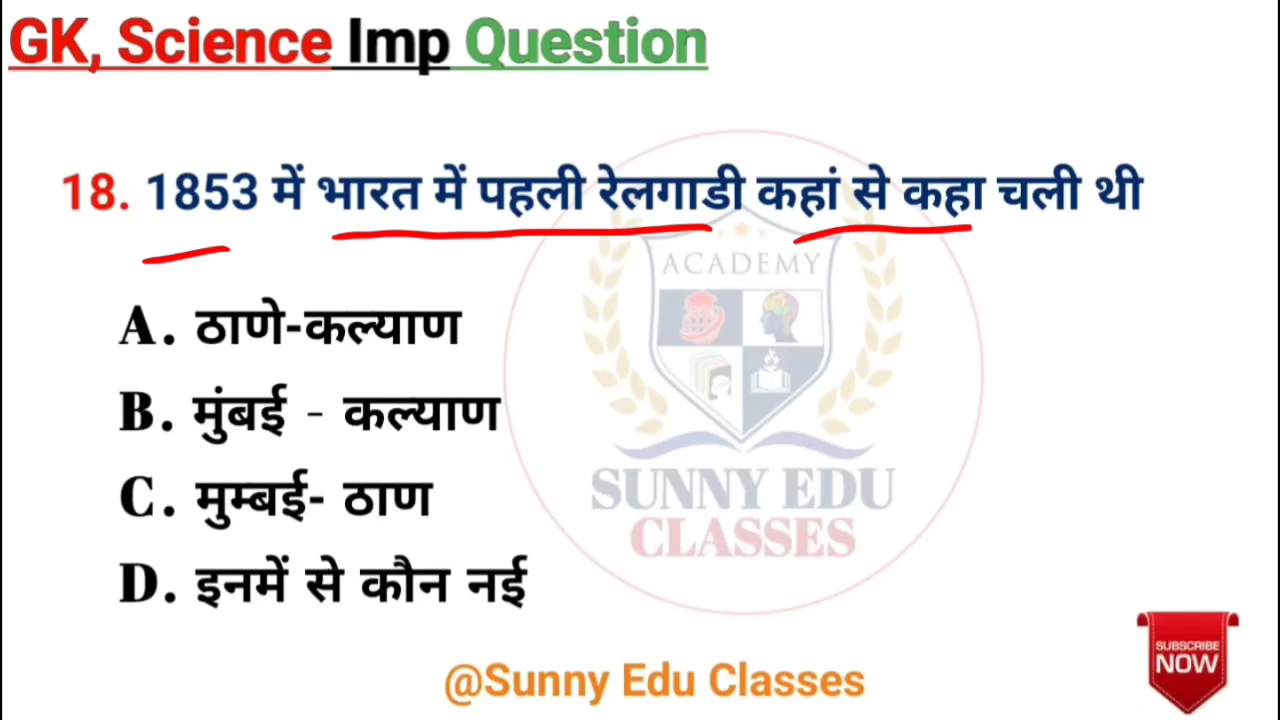 GK, Science Imp Question
18. 1853 में भारत में पहली रेलगाडी कहां से कहा चली थी
A. ठाणे-कल्याण
B. मुंबई - कल्याण
C. मुम्बई- ठाण
D. इनमें से कौन नई
ACADEMY
SUNNY EDU
CLASSES
SUBSCRIBE
NOW
@Sunny Edu Classes